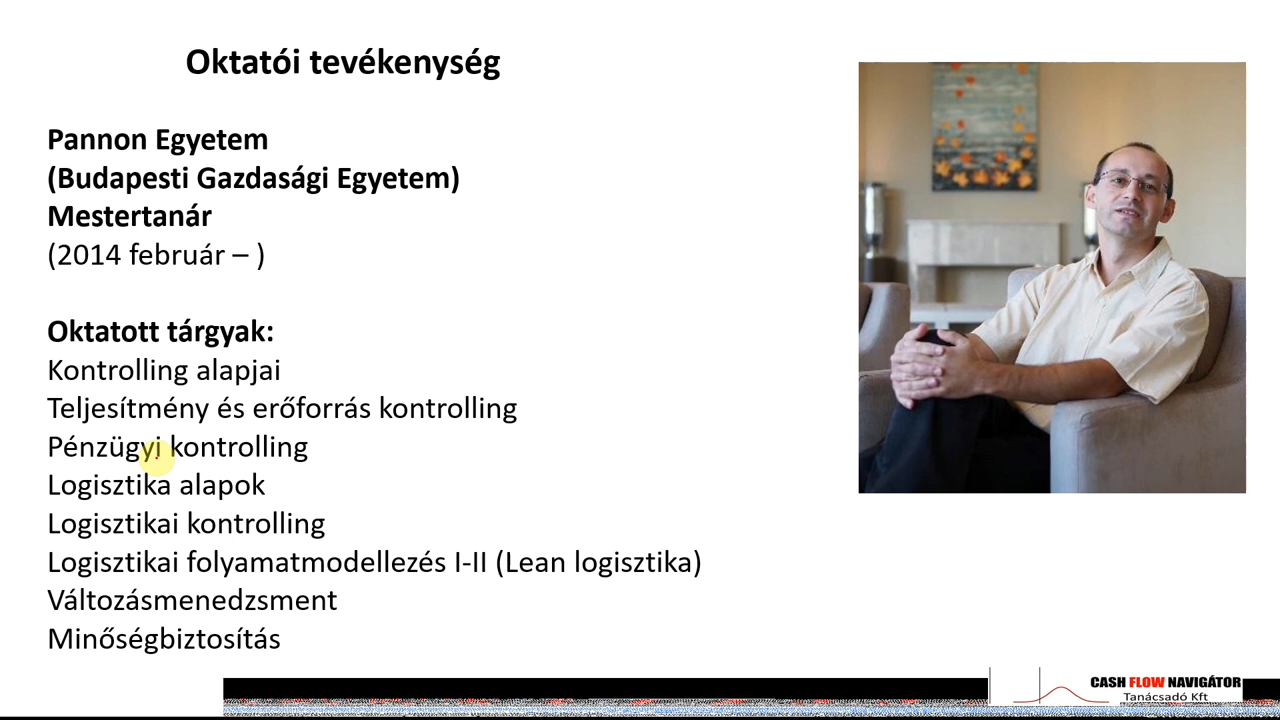 Oktatói tevékenység
Pannon Egyetem
(Budapesti Gazdasági Egyetem)
Mestertanár
(2014 február – )
Oktatott tárgyak:
Kontrolling alapjai
Teljesítmény és erőforrás kontrolling
Pénzügyi kontrolling
Logisztika alapok
Logisztikai kontrolling
Logisztikai folyamatmodellezés I-II (Lean logisztika)
Változásmenedzsment
Minőségbiztosítás
CASH FLOW NAVIGÁTOR
Tanácsadó Kft